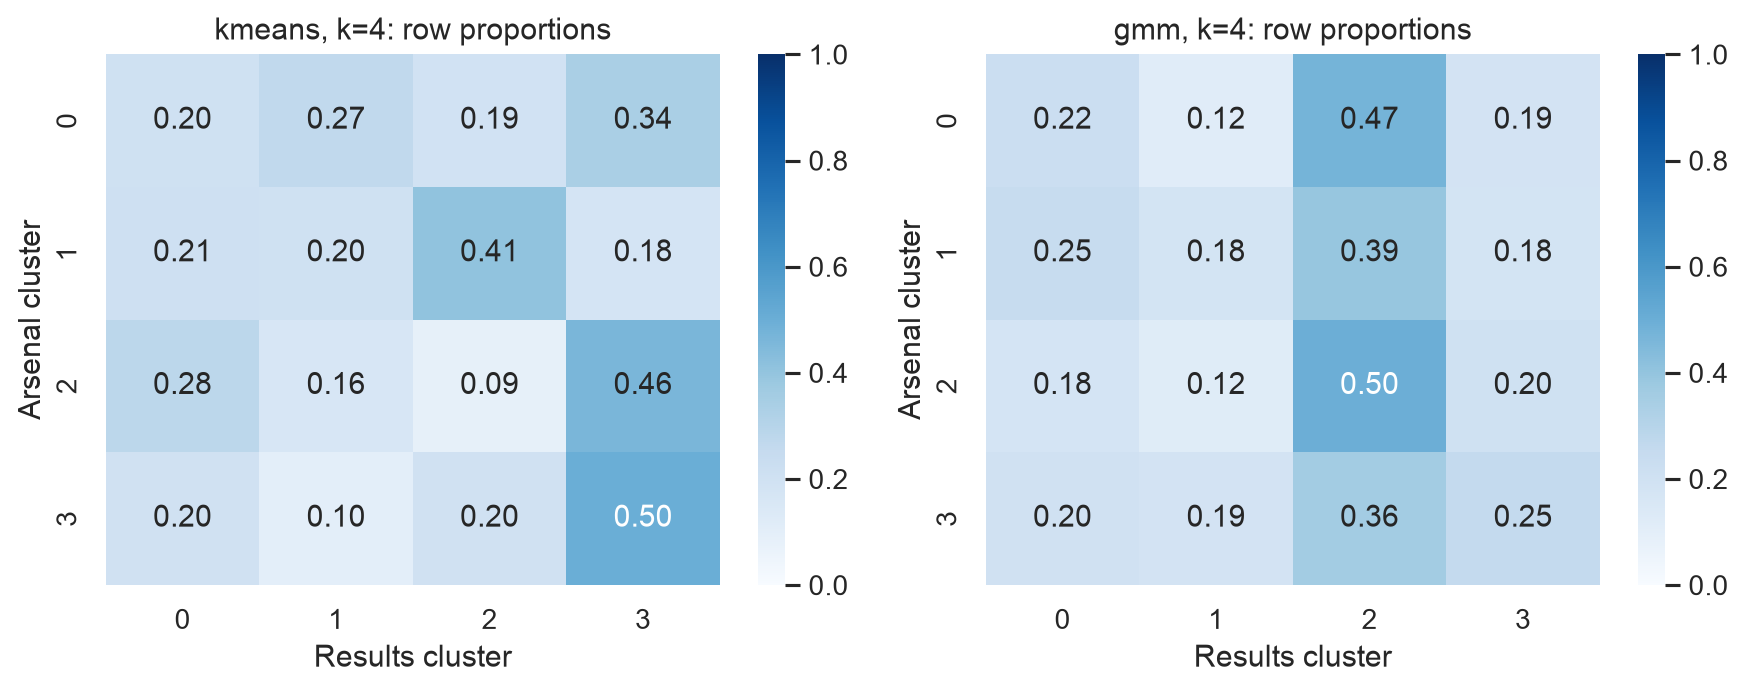 kmeans, k=4: row proportions
0.20 0.27 0.19 0.34
0.21 0.20 0.41 0.18
0.28 0.16 0.09 0.46
0.20 0.10 0.20 0.50
0
1
2
3
Arsenal cluster
0 1 2 3
Results cluster
1.0
0.8
0.6
0.4
0.2
0.0
gmm, k=4: row proportions
0.22 0.12 0.47 0.19
0.25 0.18 0.39 0.18
0.18 0.12 0.50 0.20
0.20 0.19 0.36 0.25
0
1
2
3
Arsenal cluster
0 1 2 3
Results cluster
1.0
0.8
0.6
0.4
0.2
0.0